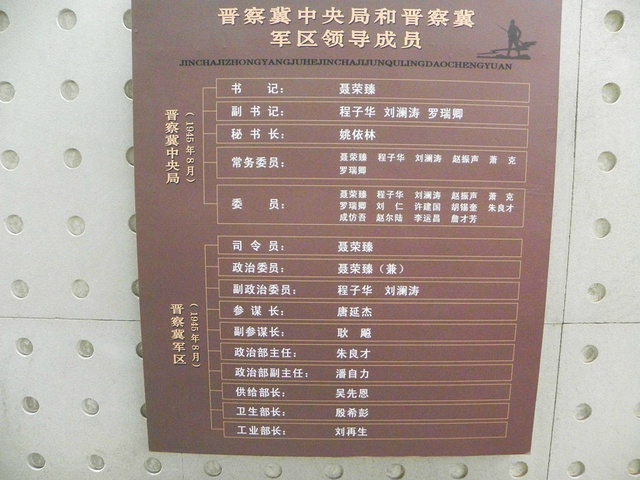 晋察冀中央局和晋察冀
军区领导成员
JINCHAJIZHONGYANGJUHEJINCHAJIJUNQULINGDAOCHENGYUAN
晋察冀中央局
（1945年8月）
书 记： 聂荣臻
副 书记： 程子华 刘澜涛 罗瑞卿
秘 书 长： 姚依林
常务委员： 聂荣臻 程子华 刘澜涛 赵振声 萧 克
罗瑞卿
委 员： 聂荣臻 程子华 刘澜涛 赵振声 萧 克
罗瑞卿 刘 仁 许建国 胡锡奎 朱良才
成仿吾 赵尔陆 李运昌 詹才芳
晋察冀军区
（1945年8月）
司 令 员： 聂荣臻
政治委员： 聂荣臻（兼）
副政治委员： 程子华 刘澜涛
参 谋 长： 唐延杰
副参谋长： 耿 飚
政治部主任： 朱良才
政治部副主任： 潘自力
供给部长： 吴先恩
卫生部长： 殷希彭
工业部长： 刘再生